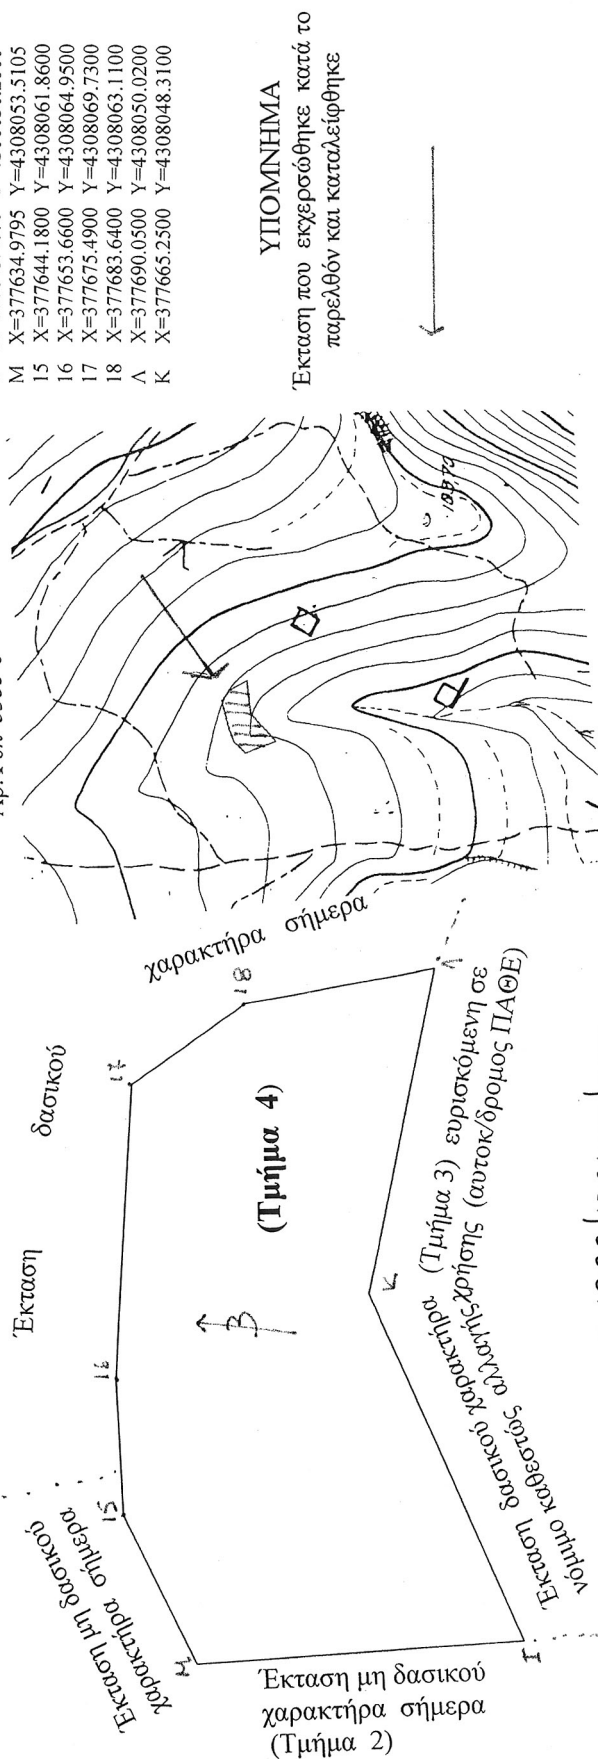 M X=377634.9795 Y=4308053.5105
15 X=377644.1800 Y=4308061.8600
16 X=377653.6600 Y=4308064.9500
17 X=377675.4900 Y=4308069.7300
18 X=377683.6400 Y=4308063.1100
Λ X=377690.0500 Y=4308050.0200
K X=377665.2500 Y=4308048.3100
ΥΠΟΜΝΗΜΑ
Έκταση που εκχερσώθηκε κατά το
παρελθόν και καταλείφθηκε
Έκταση δασικού
χαρακτήρα σήμερα
Έκταση μη δασικού
χαρακτήρα σήμερα
M
15
16
17
18
Λ
K
I
B
(Τμήμα 4)
Έκταση μη δασικού
χαρακτήρα σήμερα
(Τμήμα 2)
Έκταση δασικού χαρακτήρα (Τμήμα 3) ευρισκόμενη σε
νόμιμο καθεστώς αλλαγής χρήσης (αυτοκ/δρομος ΠΑΘΕ)